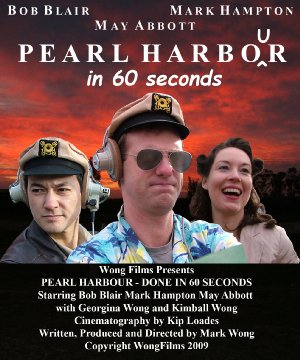 BOB BLAIR MARK HAMPTON
MAY ABBOTT
U
PEARL HARBOR
in 60 seconds
Wong Films Presents
PEARL HARBOUR - DONE IN 60 SECONDS
Starring Bob Blair Mark Hampton May Abbott
with Georgina Wong and Kimball Wong
Cinematography by Kip Loades
Written, Produced and Directed by Mark Wong
Copyright WongFilms 2009